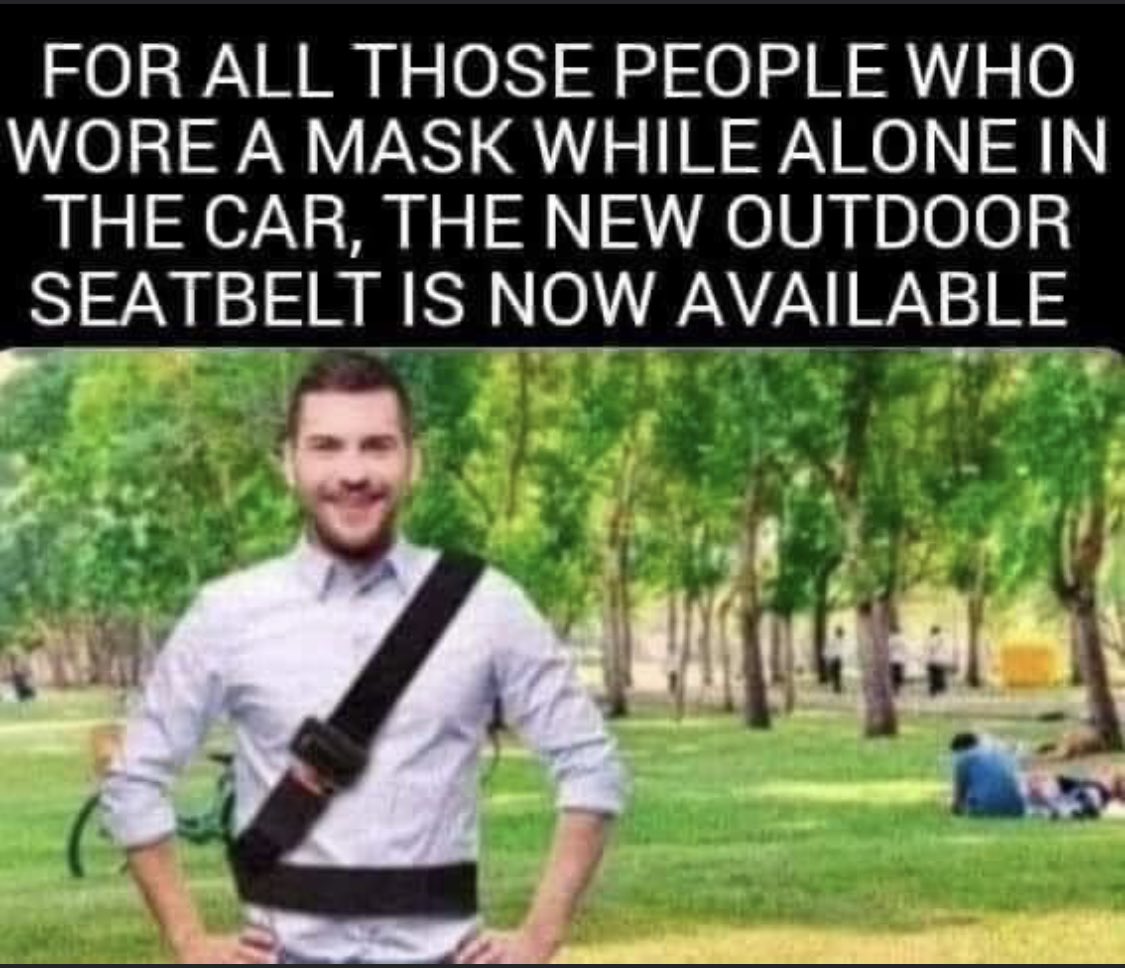 FOR ALL THOSE PEOPLE WHO
WORE A MASK WHILE ALONE IN
THE CAR, THE NEW OUTDOOR
SEATBELT IS NOW AVAILABLE